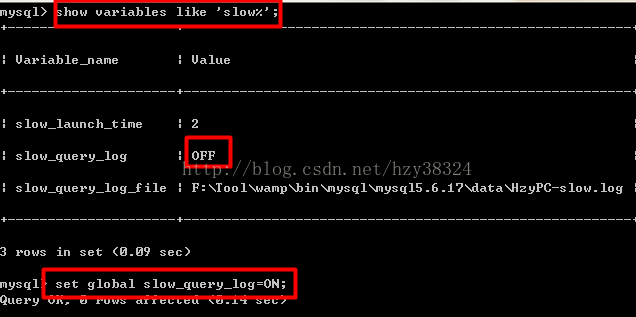 mysql> show variables like 'slow%';
+--------------------+--------------------------------------------------------+
| Variable_name | Value
+--------------------+--------------------------------------------------------+
| slow_launch_time | 2
| slow_query_log | OFF
http://blog.csdn.net/hzy38324
| slow_query_log_file | F:\Tool\wamp\bin\mysql\mysql5.6.17\data\HzyPC-slow.log |
+--------------------+--------------------------------------------------------+
3 rows in set (0.09 sec)
mysql> set global slow_query_log=ON;
Query OK, 0 rows affected (0.14 sec)